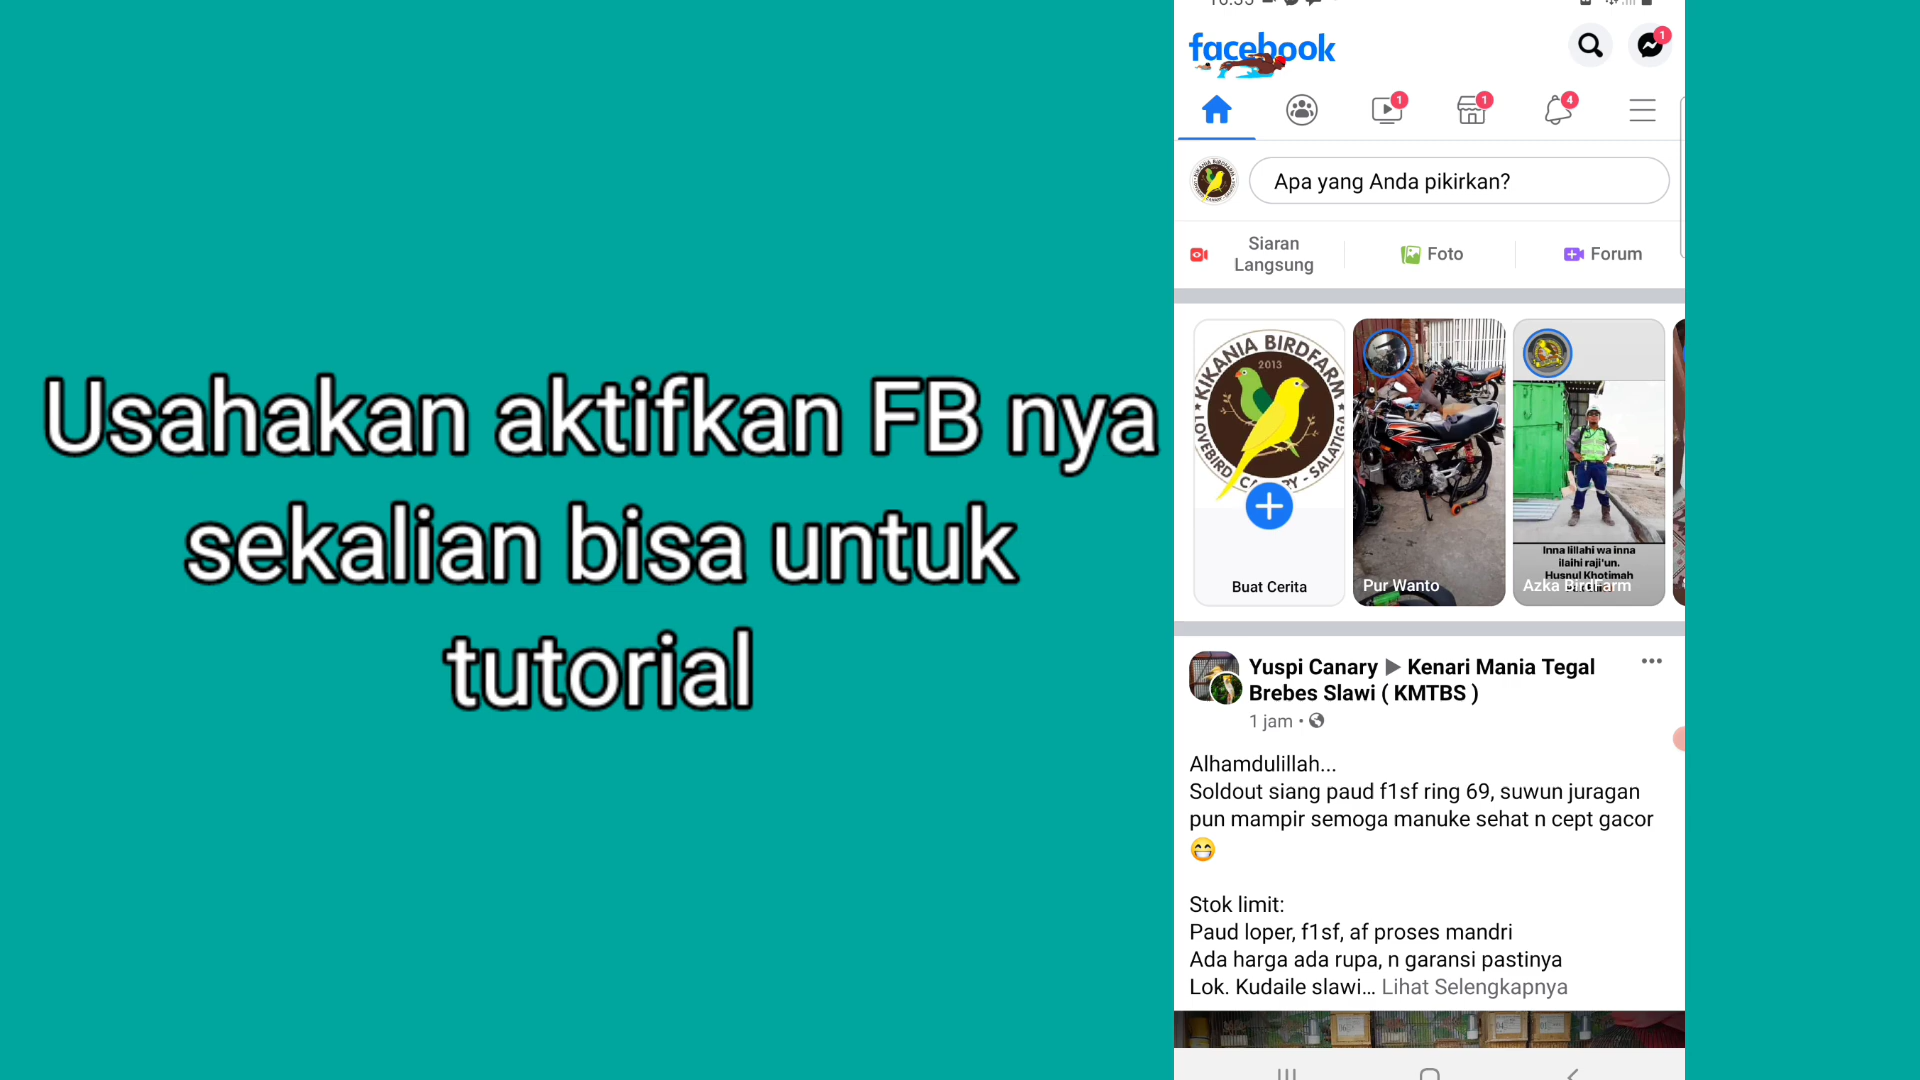 Usahakan aktifkan FB nya
sekalian bisa untuk
tutorial
facebook
1
1
1
4
Apa yang Anda pikirkan?
Siaran
Langsung
Foto
Forum
KIKANIA BIRDFARM
2013
LOVEBIRD
SALATIGA
Buat Cerita
Pur Wanto
Inna lillahi wa inna
ilaihi raji'un.
Husnul Khotimah
Azka BirdFarm
Yuspi Canary ▶ Kenari Mania Tegal
Brebes Slawi ( KMTBS )
1 jam
Alhamdulillah...
Soldout siang paud f1sf ring 69, suwun juragan
pun mampir semoga manuke sehat n cept gacor
😁
Stok limit:
Paud loper, f1sf, af proses mandri
Ada harga ada rupa, n garansi pastinya
Lok. Kudaile slawi... Lihat Selengkapnya